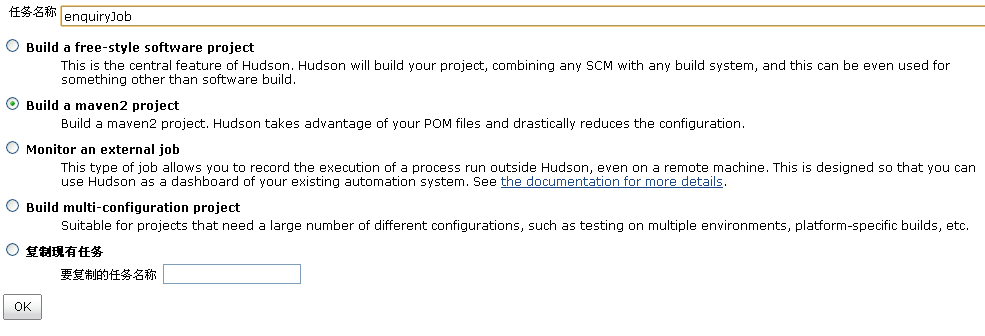 任务名称 enquiryJob
Build a free-style software project
This is the central feature of Hudson. Hudson will build your project, combining any SCM with any build system, and this can be even used for
something other than software build.
Build a maven2 project
Build a maven2 project. Hudson takes advantage of your POM files and drastically reduces the configuration.
Monitor an external job
This type of job allows you to record the execution of a process run outside Hudson, even on a remote machine. This is designed so that you can
use Hudson as a dashboard of your existing automation system. See the documentation for more details.
Build multi-configuration project
Suitable for projects that need a large number of different configurations, such as testing on multiple environments, platform-specific builds, etc.
复制现有任务
要复制的任务名称
OK